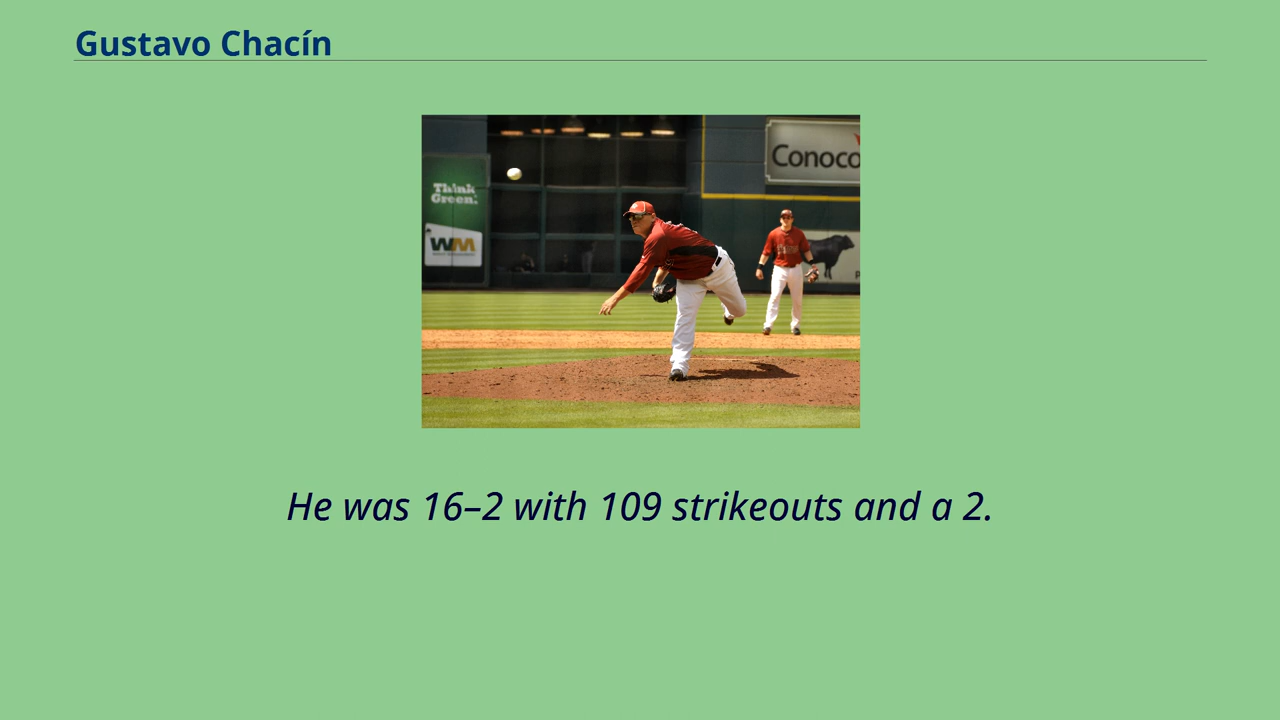 Gustavo Chacín
Conoco
Think
Green.
WM
He was 16–2 with 109 strikeouts and a 2.